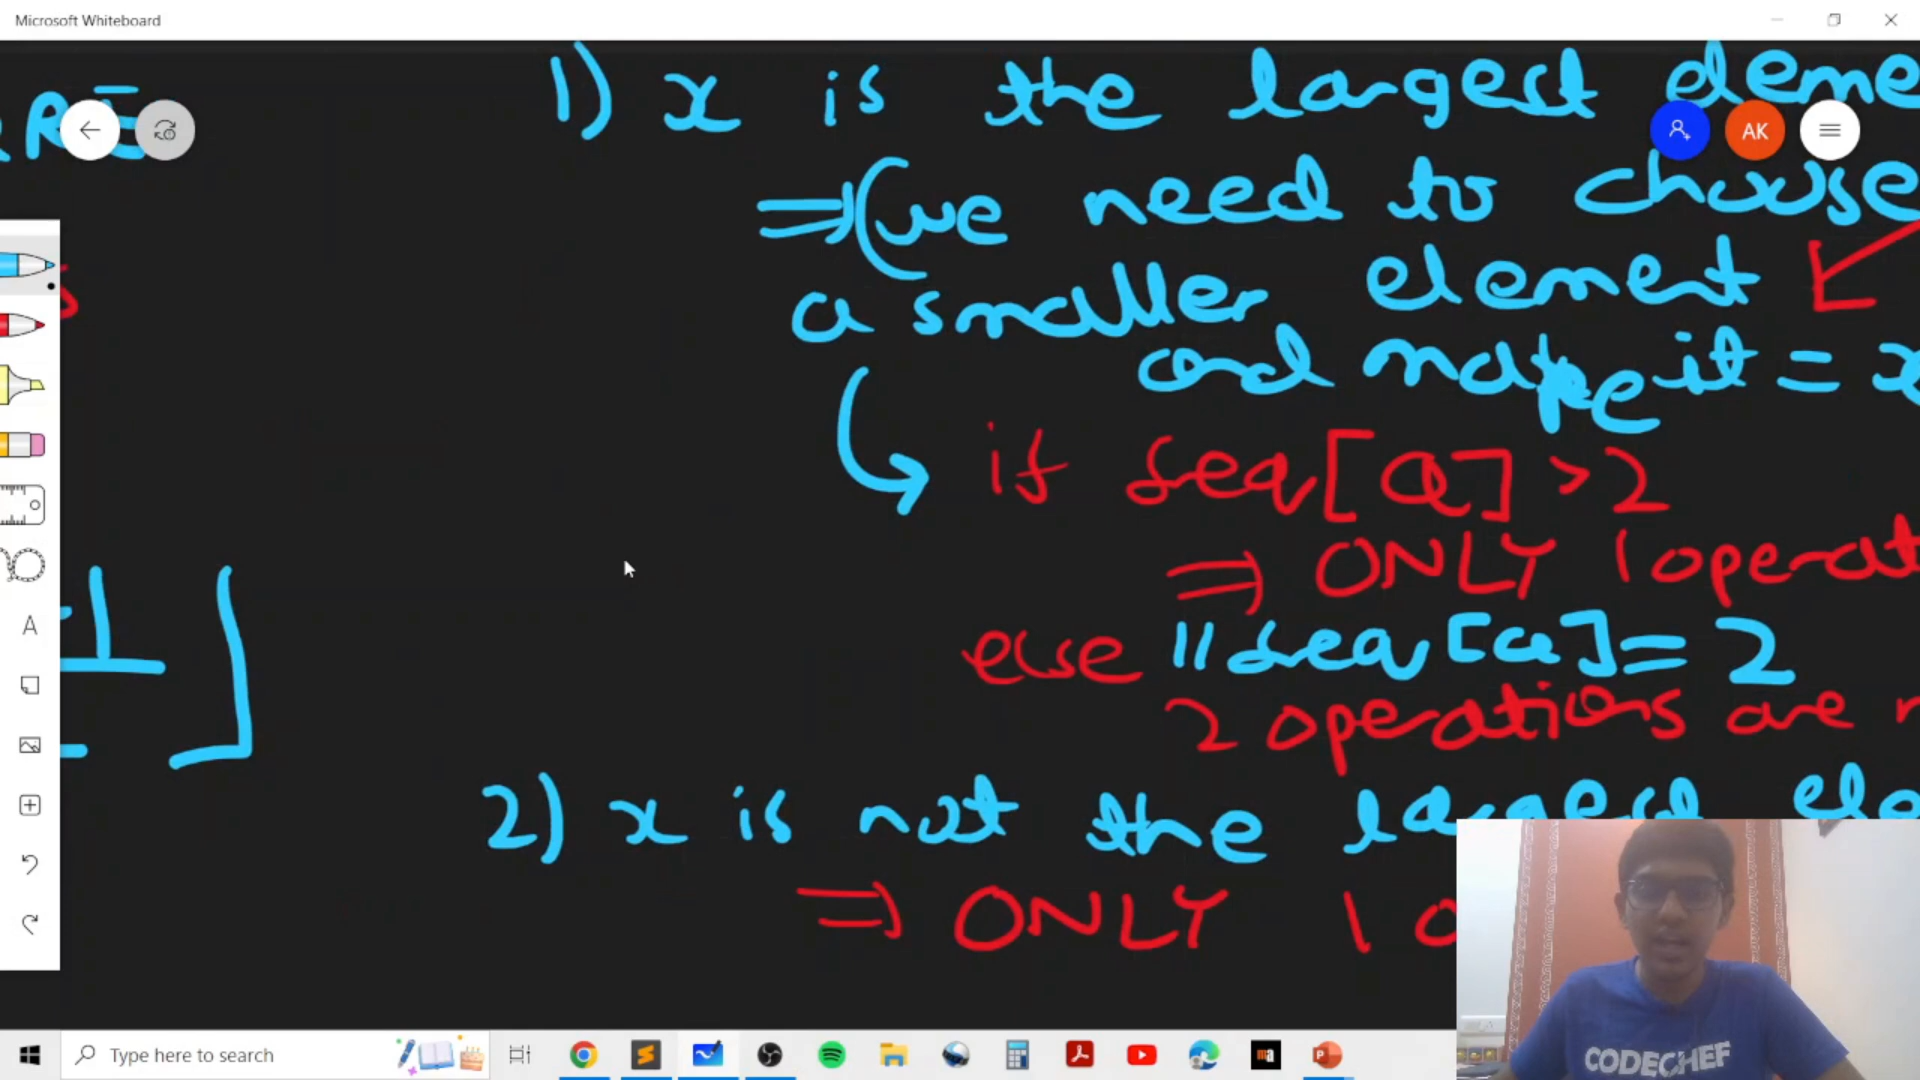 Microsoft Whiteboard
1) x is the largest eleme
AK
=> (we need to choose
a smaller element
and make it = x
if seq[a] > 2
=> ONLY 1 operat
else || seq[a] = 2
2 operations are n
2) x is not the largest ele
=> ONLY 1 o
A
Type here to search
CODECHEF